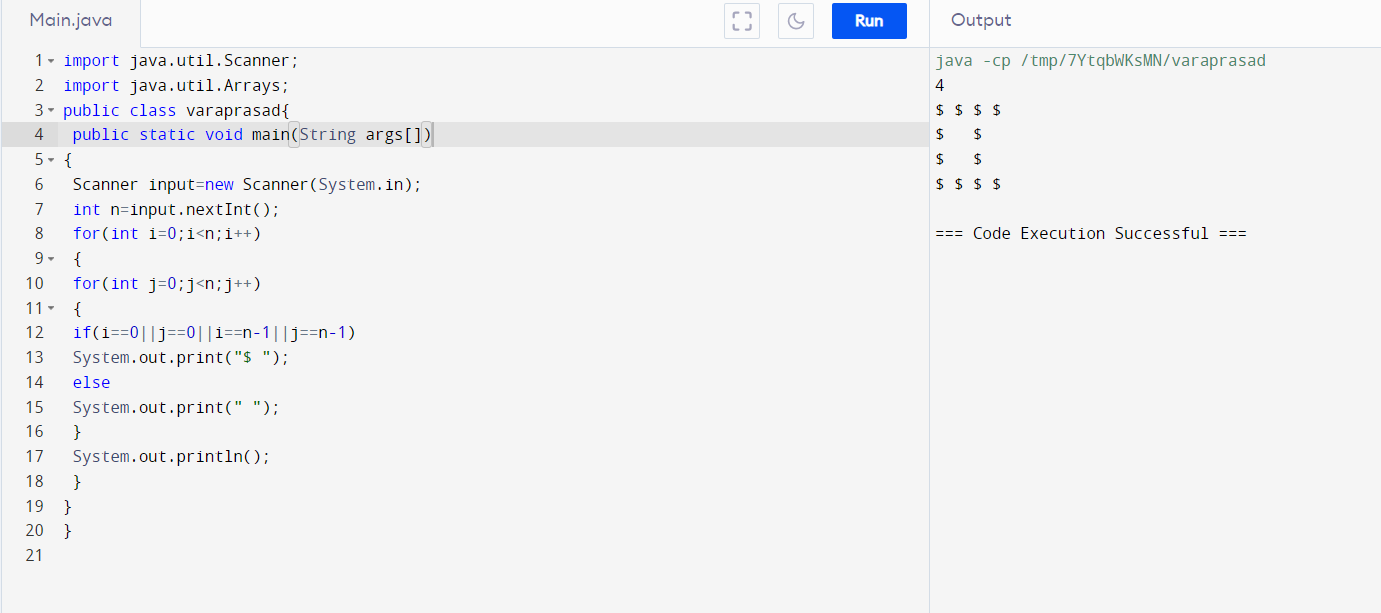 Main.java
Run
1 import java.util.Scanner;
2 import java.util.Arrays;
3 public class varaprasad{
4  public static void main(String args[])
5 {
6  Scanner input=new Scanner(System.in);
7  int n=input.nextInt();
8  for(int i=0;i<n;i++)
9  {
10  for(int j=0;j<n;j++)
11  {
12  if(i==0||j==0||i==n-1||j==n-1)
13  System.out.print("$ ");
14  else
15  System.out.print(" ");
16  }
17  System.out.println();
18  }
19 }
20 }
21
Output
java -cp /tmp/7YtqbWKsMN/varaprasad
4
$ $ $ $
$   $
$   $
$ $ $ $
=== Code Execution Successful ===